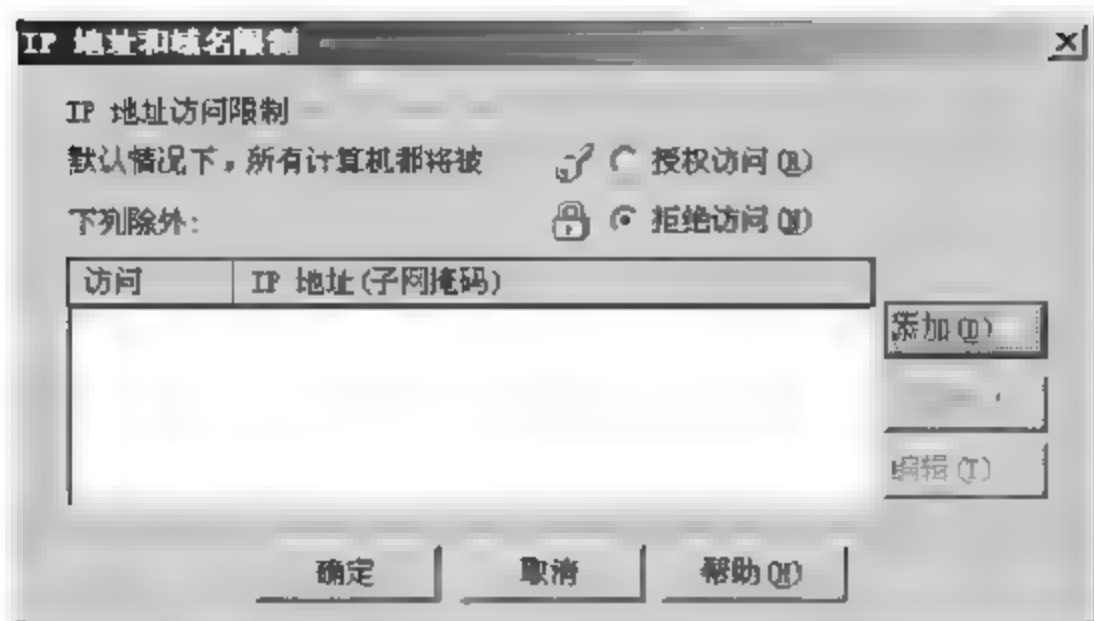 IP 地址和域名限制
IP 地址访问限制
默认情况下，所有计算机都将被
授权访问(R)
下列除外:
拒绝访问(N)
访问 IP 地址(子网掩码)
添加(D)
编辑(T)
确定 取消 帮助(H)